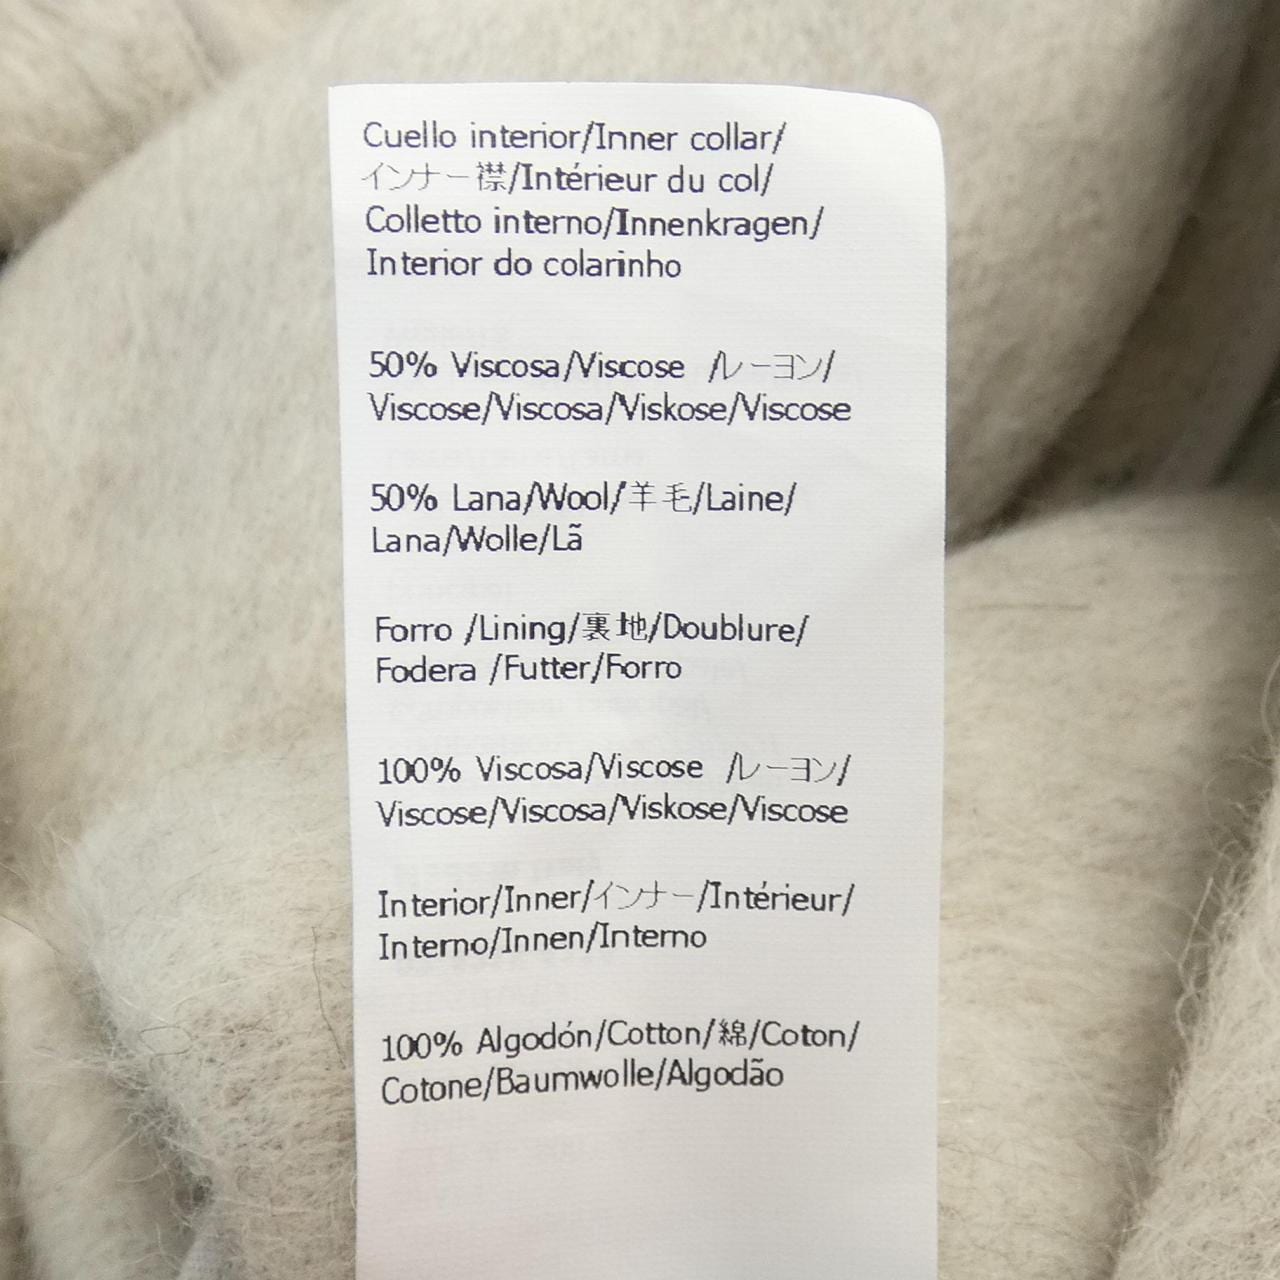 Cuello interior/Inner collar/
インナー襟/Intérieur du col/
Colletto interno/Innenkragen/
Interior do colarinho
50% Viscosa/Viscose /レーヨン/
Viscose/Viscosa/Viskose/Viscose
50% Lana/Wool/羊毛/Laine/
Lana/Wolle/Lã
Forro /Lining/裏地/Doublure/
Fodera /Futter/Forro
100% Viscosa/Viscose /レーヨン/
Viscose/Viscosa/Viskose/Viscose
Interior/Inner/インナー/Intérieur/
Interno/Innen/Interno
100% Algodón/Cotton/綿/Coton/
Cotone/Baumwolle/Algodão